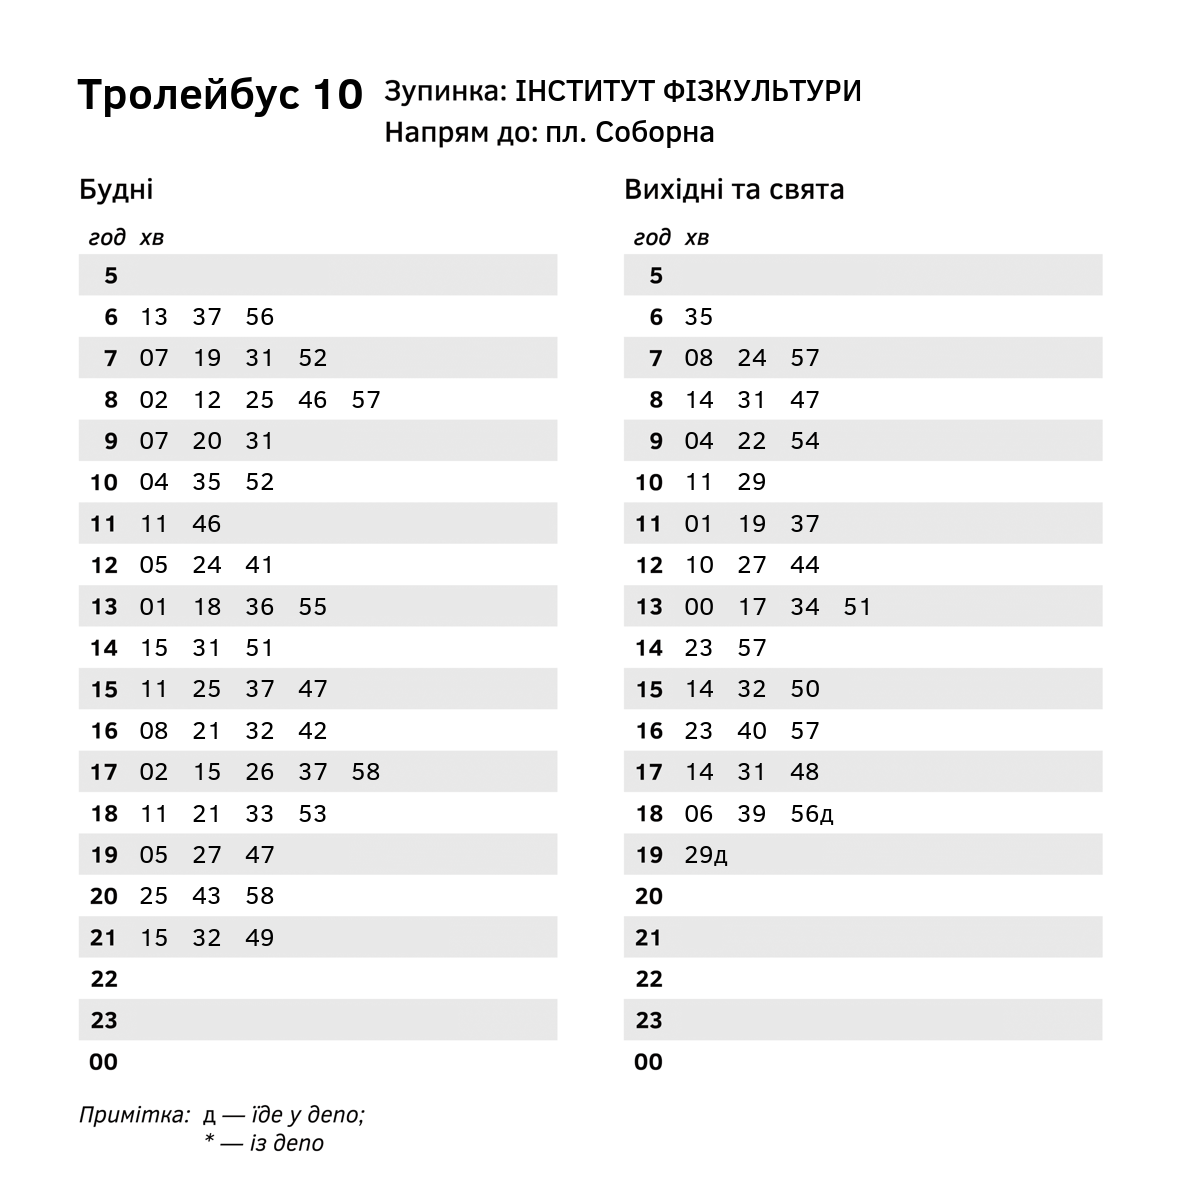 Тролейбус 10
Зупинка: ІНСТИТУТ ФІЗКУЛЬТУРИ
Напрям до: пл. Соборна
Будні
год хв
5
6 13 37 56
7 07 19 31 52
8 02 12 25 46 57
9 07 20 31
10 04 35 52
11 11 46
12 05 24 41
13 01 18 36 55
14 15 31 51
15 11 25 37 47
16 08 21 32 42
17 02 15 26 37 58
18 11 21 33 53
19 05 27 47
20 25 43 58
21 15 32 49
22
23
00
Вихідні та свята
год хв
5
6 35
7 08 24 57
8 14 31 47
9 04 22 54
10 11 29
11 01 19 37
12 10 27 44
13 00 17 34 51
14 23 57
15 14 32 50
16 23 40 57
17 14 31 48
18 06 39 56д
19 29д
20
21
22
23
00
Примітка: д — їде у депо;
* — із депо